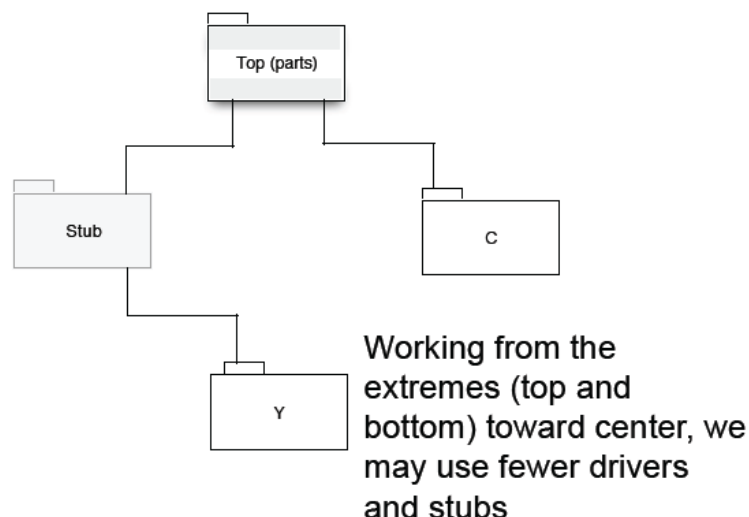 Top (parts)
Stub
C
Y
Working from the
extremes (top and
bottom) toward center, we
may use fewer drivers
and stubs